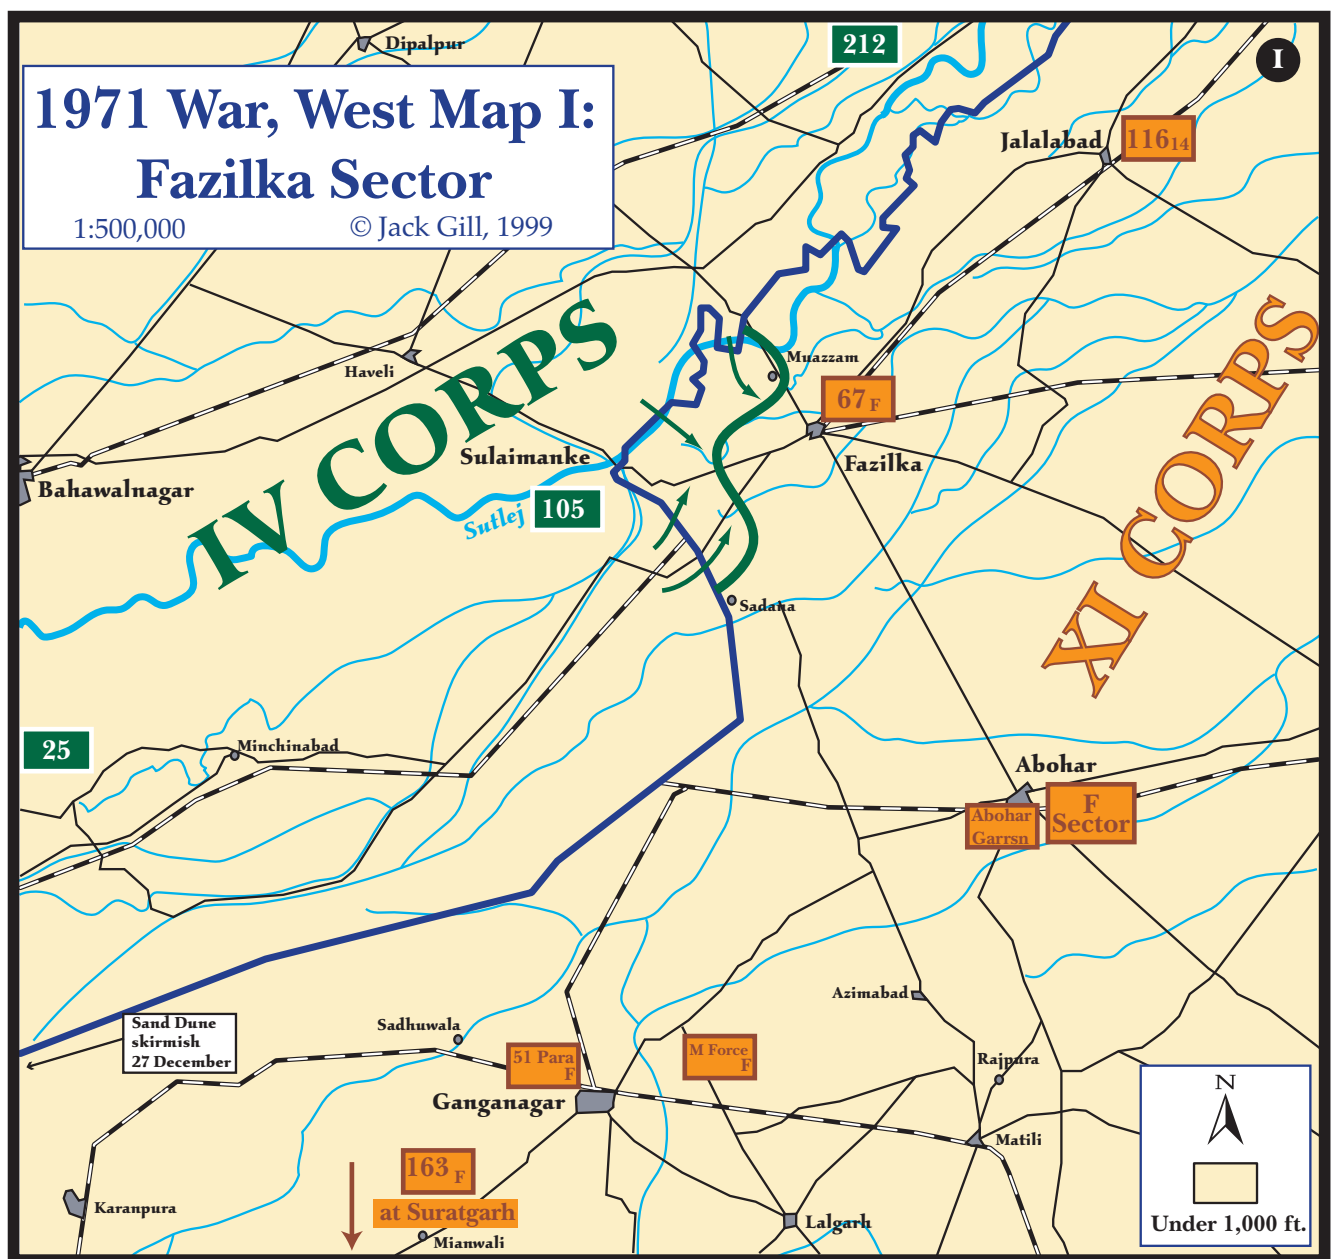 Dipalpur
212
I
1971 War, West Map I:
Fazilka Sector
1:500,000 © Jack Gill, 1999
Jalalabad
116 14
Haveli
Muazzam
67 F
IV CORPS
XI CORPS
Sulaimanke
Fazilka
Bahawalnagar
Sutlej
105
Sadana
25
Minchinabad
Abohar
Abohar
Garrsn
F
Sector
Azimabad
Sand Dune
skirmish
27 December
Sadhuwala
51 Para
F
M Force
F
Rajpura
Ganganagar
Matili
163 F
at Suratgarh
Karanpura
Mianwali
Lalgarh
N
Under 1,000 ft.